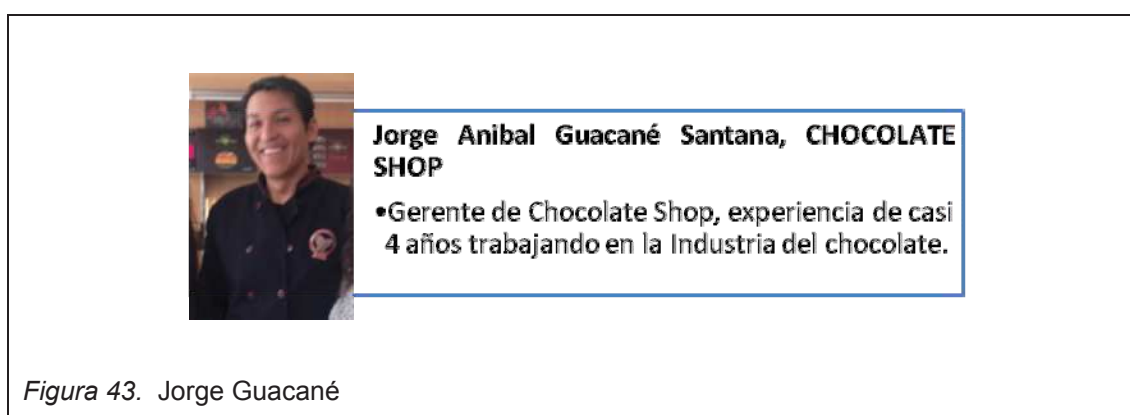 Jorge Anibal Guacané Santana, CHOCOLATE
SHOP
•Gerente de Chocolate Shop, experiencia de casi
4 años trabajando en la Industria del chocolate.
Figura 43. Jorge Guacané